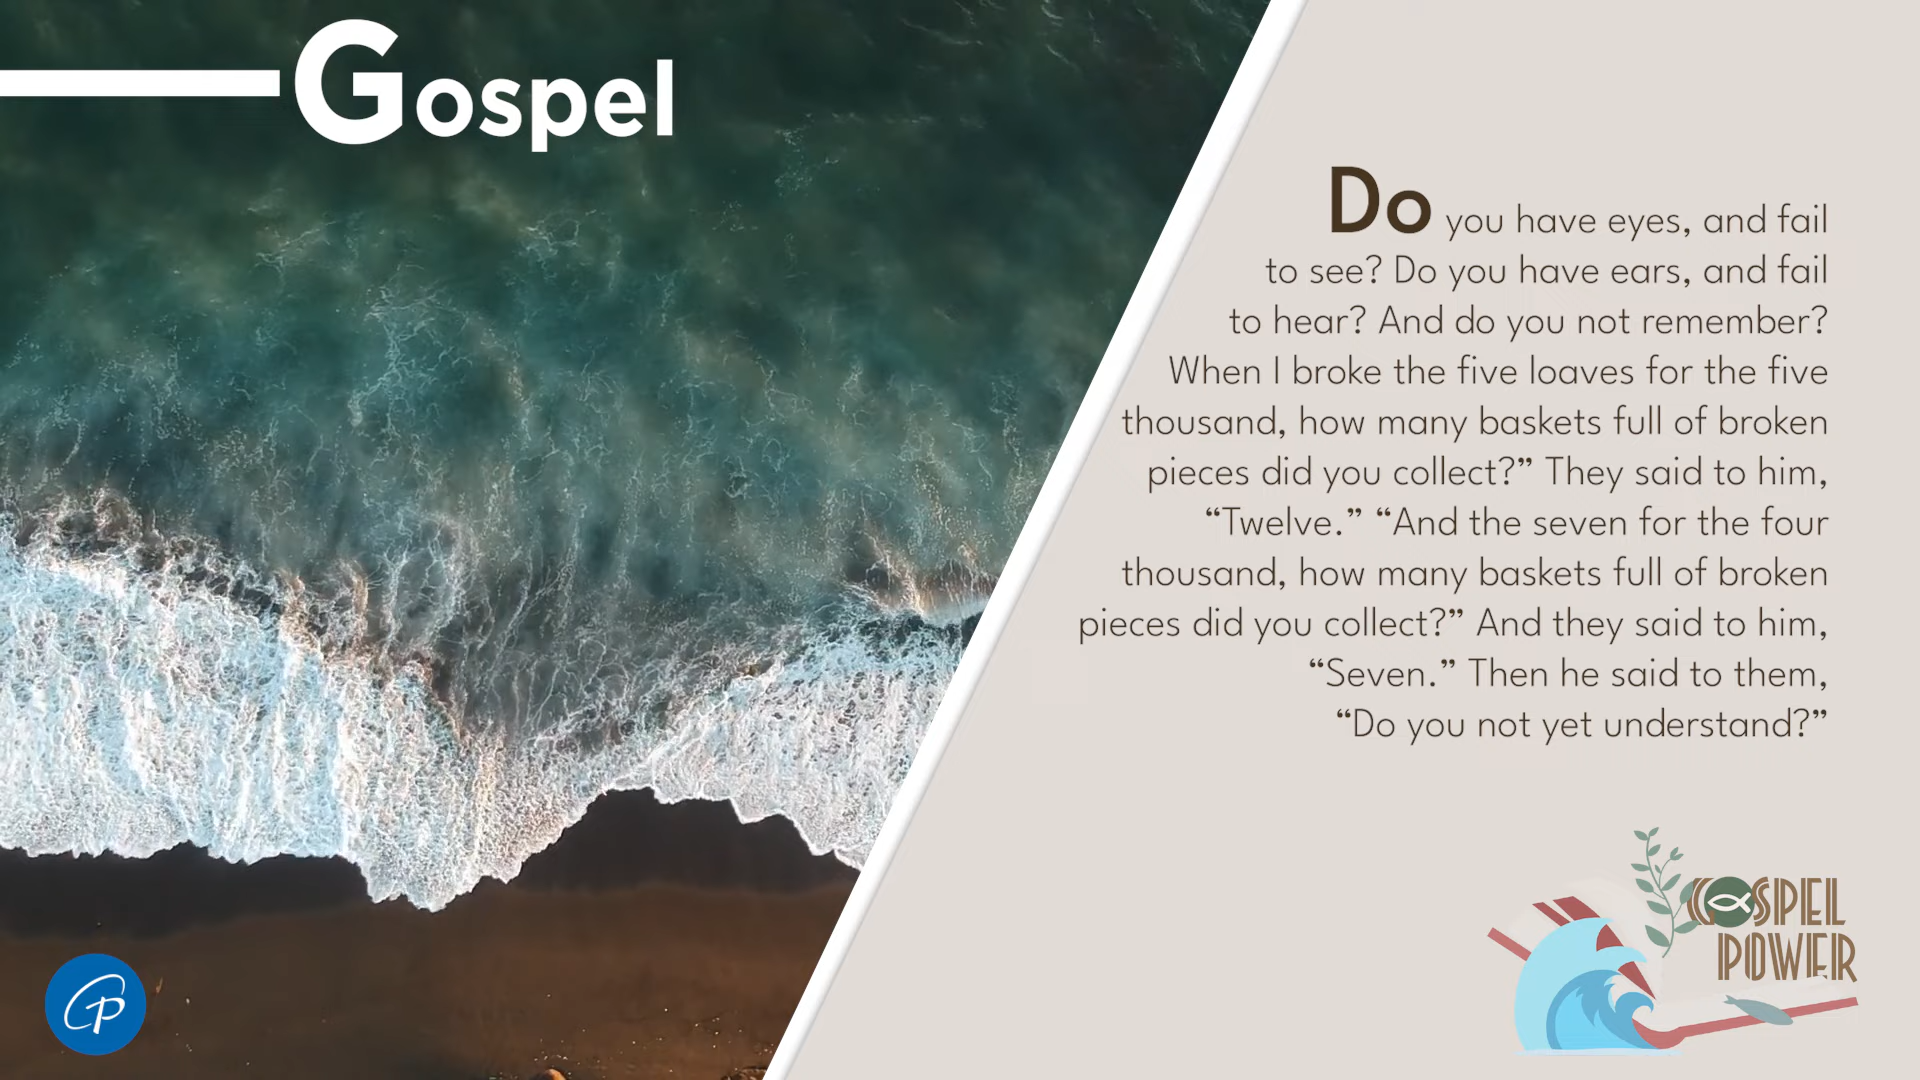 Gospel
Do you have eyes, and fail
to see? Do you have ears, and fail
to hear? And do you not remember?
When I broke the five loaves for the five
thousand, how many baskets full of broken
pieces did you collect?” They said to him,
“Twelve.” “And the seven for the four
thousand, how many baskets full of broken
pieces did you collect?” And they said to him,
“Seven.” Then he said to them,
“Do you not yet understand?”
GOSPEL
POWER
GP